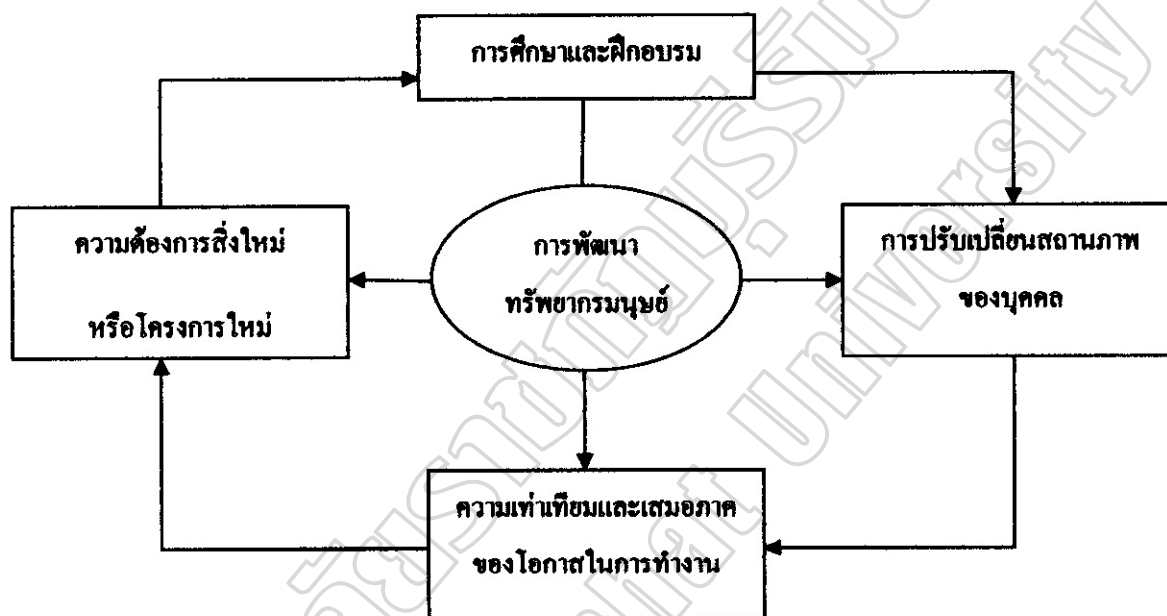 การศึกษาและฝึกอบรม
ความต้องการสิ่งใหม่
หรือโครงการใหม่
การพัฒนา
ทรัพยากรมนุษย์
การปรับเปลี่ยนสถานภาพ
ของบุคคล
ความเท่าเทียมและเสมอภาค
ของโอกาสในการทำงาน
University